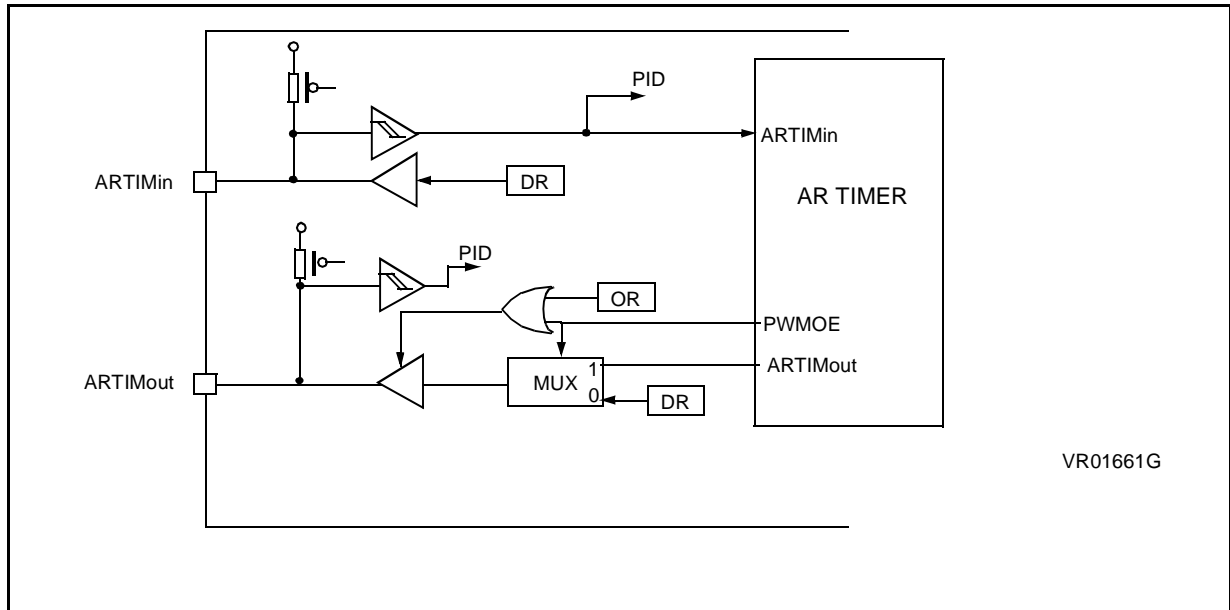 PID
ARTIMin
ARTIMin
DR
AR TIMER
PID
OR
PWMOE
ARTIMout
ARTIMout
MUX
1
0
DR
VR01661G